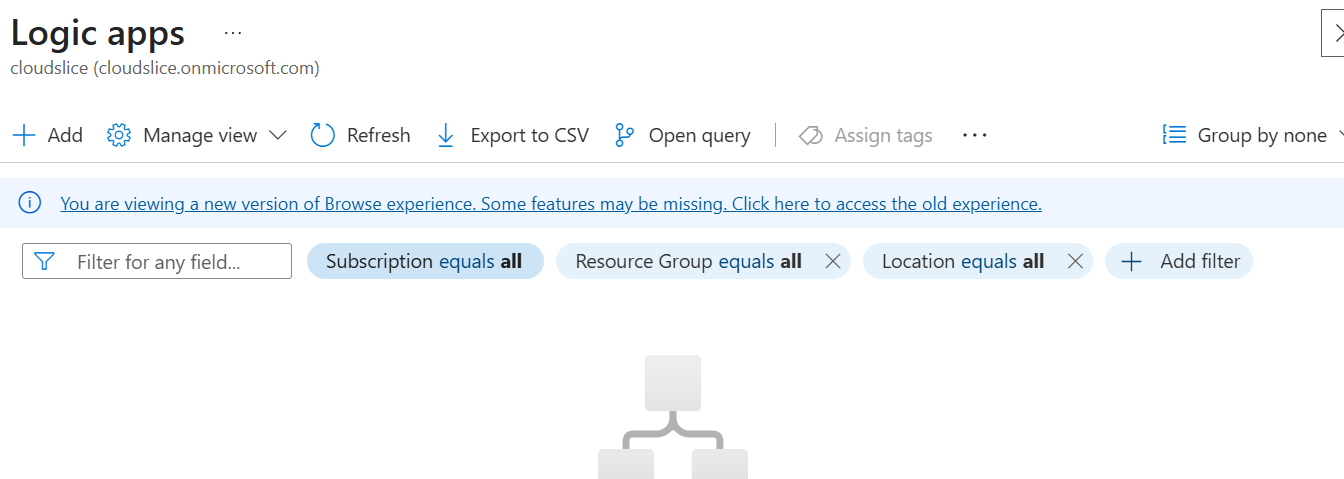 Logic apps ...
cloudslice (cloudslice.onmicrosoft.com)
Add Manage view Refresh Export to CSV Open query Assign tags ... Group by none
You are viewing a new version of Browse experience. Some features may be missing. Click here to access the old experience.
Filter for any field... Subscription equals all Resource Group equals all Location equals all Add filter